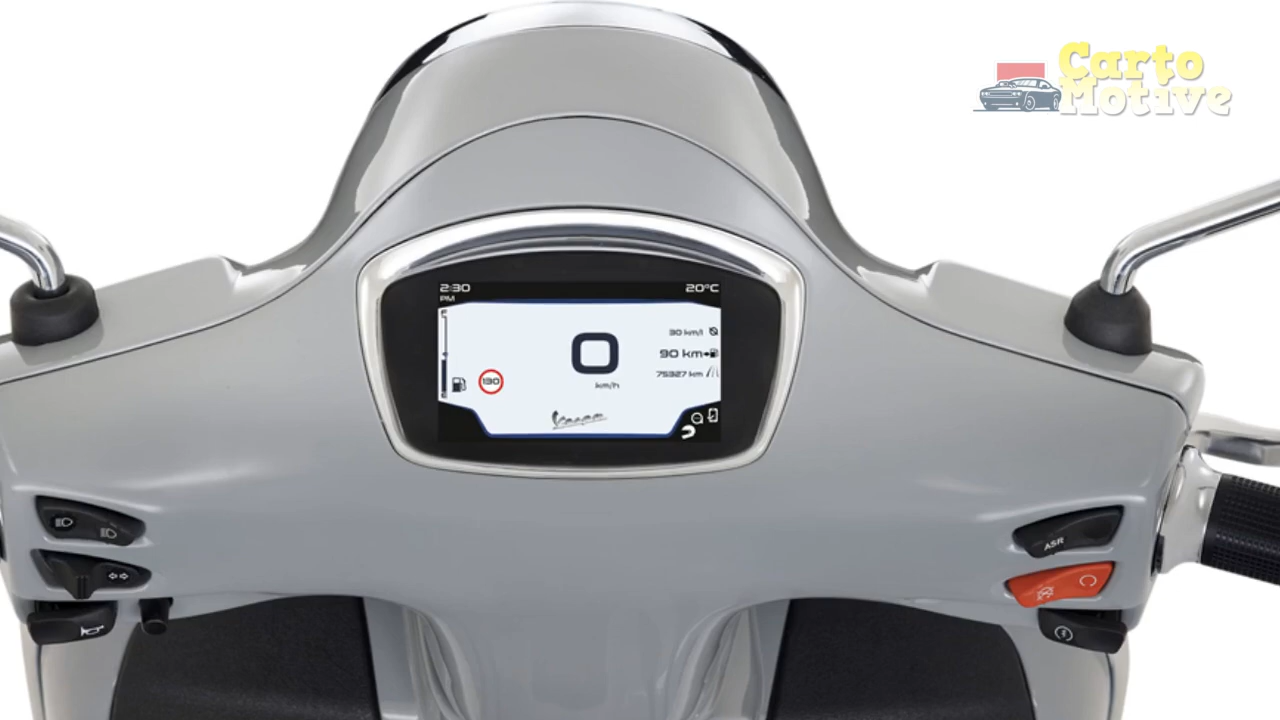 Carto
Motive
2:30
PM
20°C
30 km/l
0
90 km
75327 km
130
km/h
Vespa
ASR